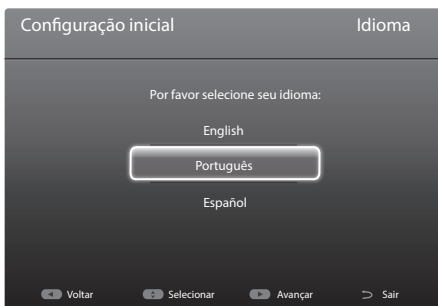 Configuração inicial Idioma
Por favor selecione seu idioma:
English
Português
Español
Voltar Selecionar Avançar Sair